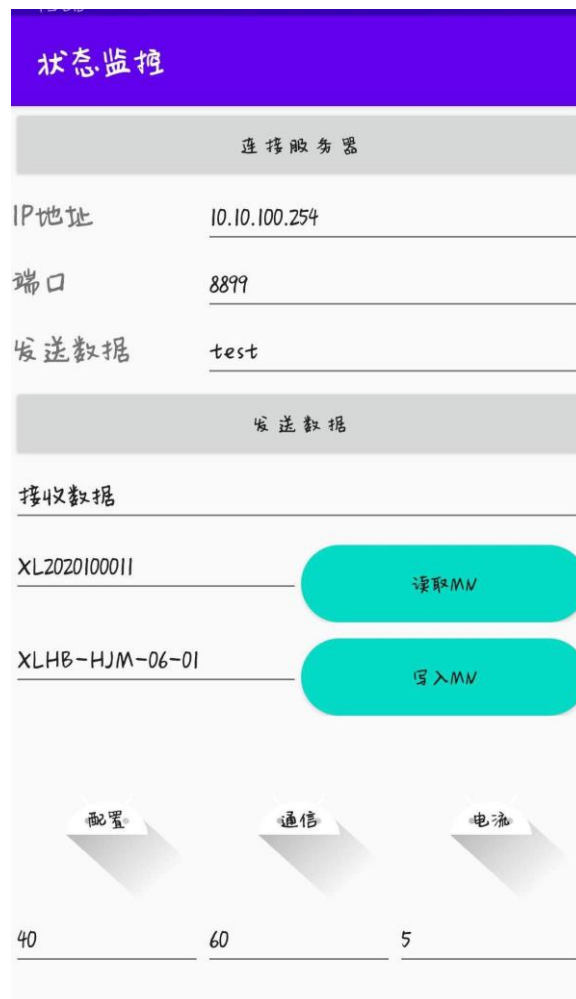 状态监控
连接服务器
IP地址 10.10.100.254
端口 8899
发送数据 test
发送数据
接收数据
XL2020100011 读取MN
XLHB-HJM-06-01 写入MN
配置 通信 电流
40 60 5